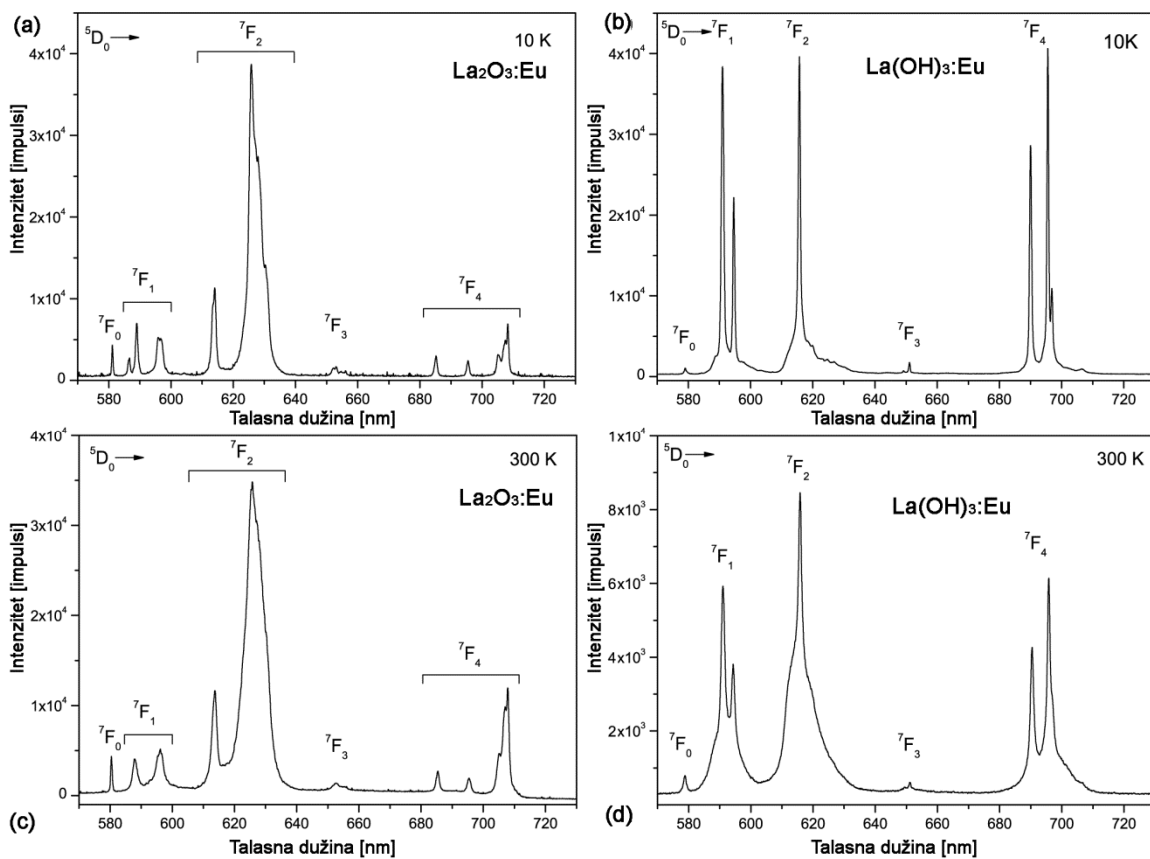 (a)
⁵D₀ →
⁷F₂
10 K
La₂O₃:Eu
⁷F₀
⁷F₁
⁷F₃
⁷F₄
4x10⁴
3x10⁴
2x10⁴
1x10⁴
0
Intenzitet [impulsi]
580 600 620 640 660 680 700 720
Talasna dužina [nm]
(b)
⁵D₀ → ⁷F₁
⁷F₂
⁷F₄
10K
La(OH)₃:Eu
⁷F₀
⁷F₃
4x10⁴
3x10⁴
2x10⁴
1x10⁴
0
Intenzitet [impulsi]
580 600 620 640 660 680 700 720
Talasna dužina [nm]
(c)
⁵D₀ →
⁷F₂
300 K
La₂O₃:Eu
⁷F₀
⁷F₁
⁷F₃
⁷F₄
4x10⁴
3x10⁴
2x10⁴
1x10⁴
0
Intenzitet [impulsi]
580 600 620 640 660 680 700 720
Talasna dužina [nm]
(d)
⁵D₀ →
⁷F₂
300 K
La(OH)₃:Eu
⁷F₁
⁷F₄
⁷F₀
⁷F₃
1x10⁴
8x10³
6x10³
4x10³
2x10³
Intenzitet [impulsi]
580 600 620 640 660 680 700 720
Talasna dužina [nm]